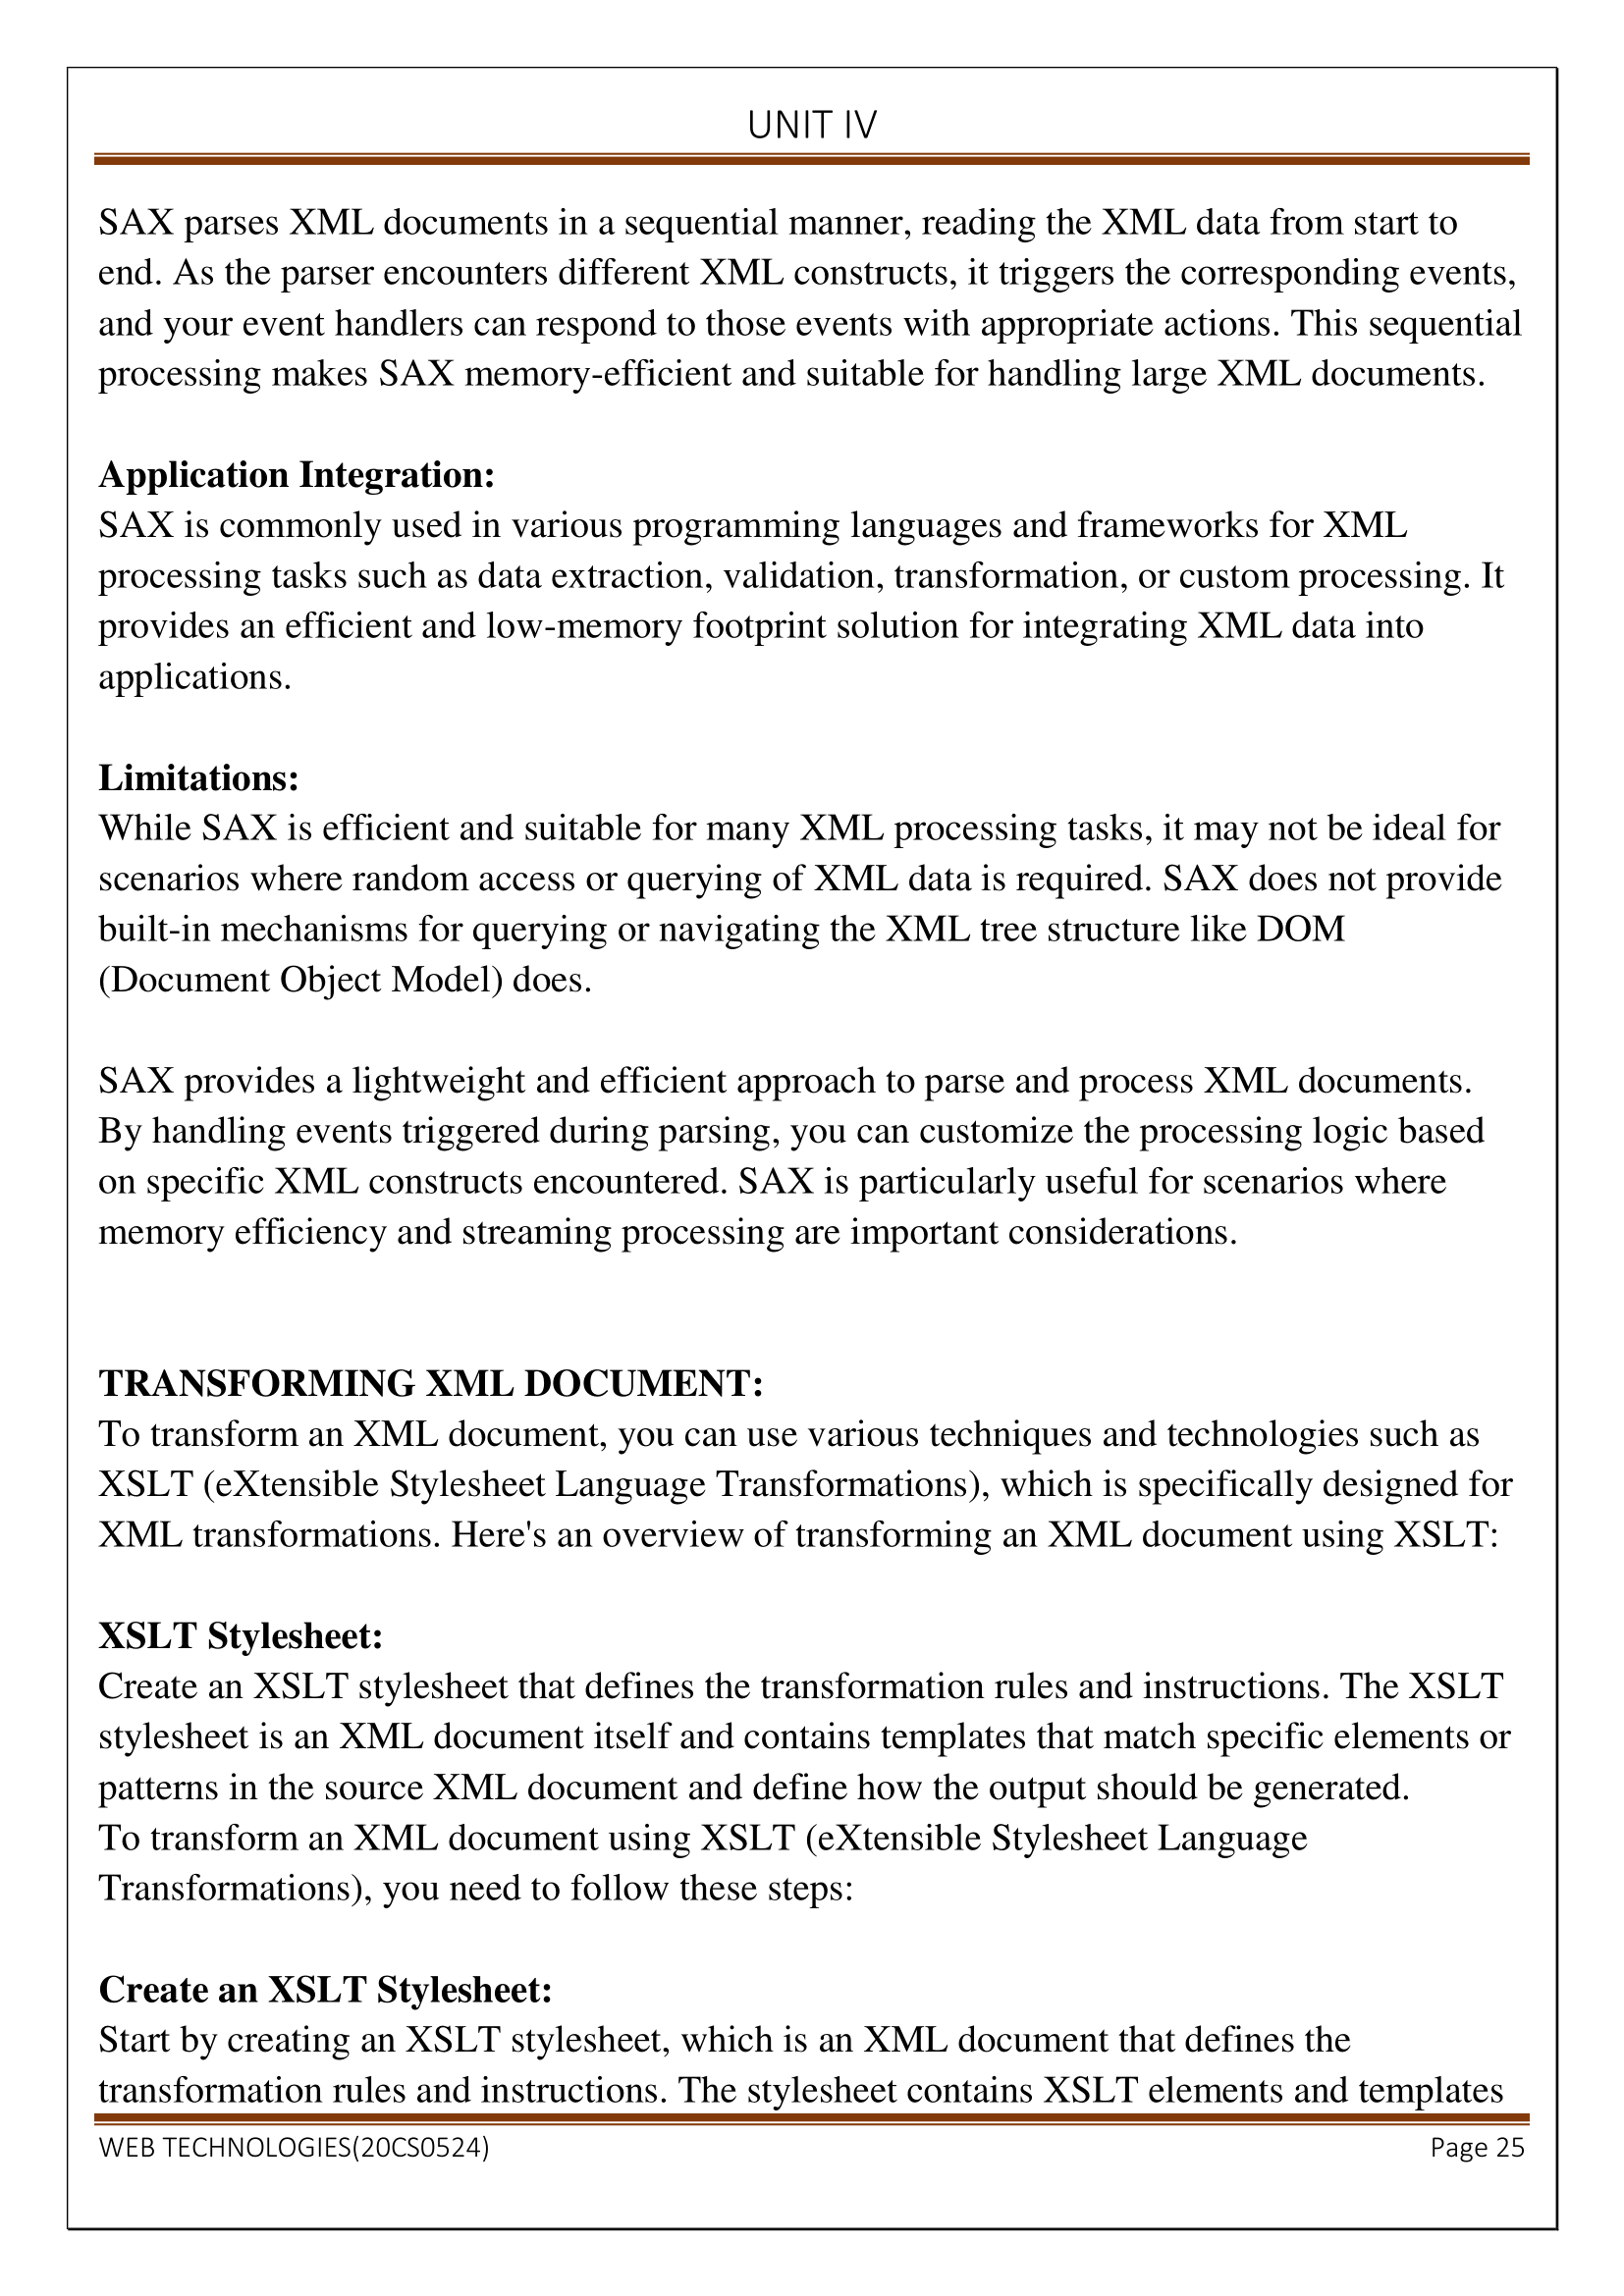 UNIT IV
SAX parses XML documents in a sequential manner, reading the XML data from start to
end. As the parser encounters different XML constructs, it triggers the corresponding events,
and your event handlers can respond to those events with appropriate actions. This sequential
processing makes SAX memory-efficient and suitable for handling large XML documents.
Application Integration:
SAX is commonly used in various programming languages and frameworks for XML
processing tasks such as data extraction, validation, transformation, or custom processing. It
provides an efficient and low-memory footprint solution for integrating XML data into
applications.
Limitations:
While SAX is efficient and suitable for many XML processing tasks, it may not be ideal for
scenarios where random access or querying of XML data is required. SAX does not provide
built-in mechanisms for querying or navigating the XML tree structure like DOM
(Document Object Model) does.
SAX provides a lightweight and efficient approach to parse and process XML documents.
By handling events triggered during parsing, you can customize the processing logic based
on specific XML constructs encountered. SAX is particularly useful for scenarios where
memory efficiency and streaming processing are important considerations.
TRANSFORMING XML DOCUMENT:
To transform an XML document, you can use various techniques and technologies such as
XSLT (eXtensible Stylesheet Language Transformations), which is specifically designed for
XML transformations. Here's an overview of transforming an XML document using XSLT:
XSLT Stylesheet:
Create an XSLT stylesheet that defines the transformation rules and instructions. The XSLT
stylesheet is an XML document itself and contains templates that match specific elements or
patterns in the source XML document and define how the output should be generated.
To transform an XML document using XSLT (eXtensible Stylesheet Language
Transformations), you need to follow these steps:
Create an XSLT Stylesheet:
Start by creating an XSLT stylesheet, which is an XML document that defines the
transformation rules and instructions. The stylesheet contains XSLT elements and templates
WEB TECHNOLOGIES(20CS0524) Page 25